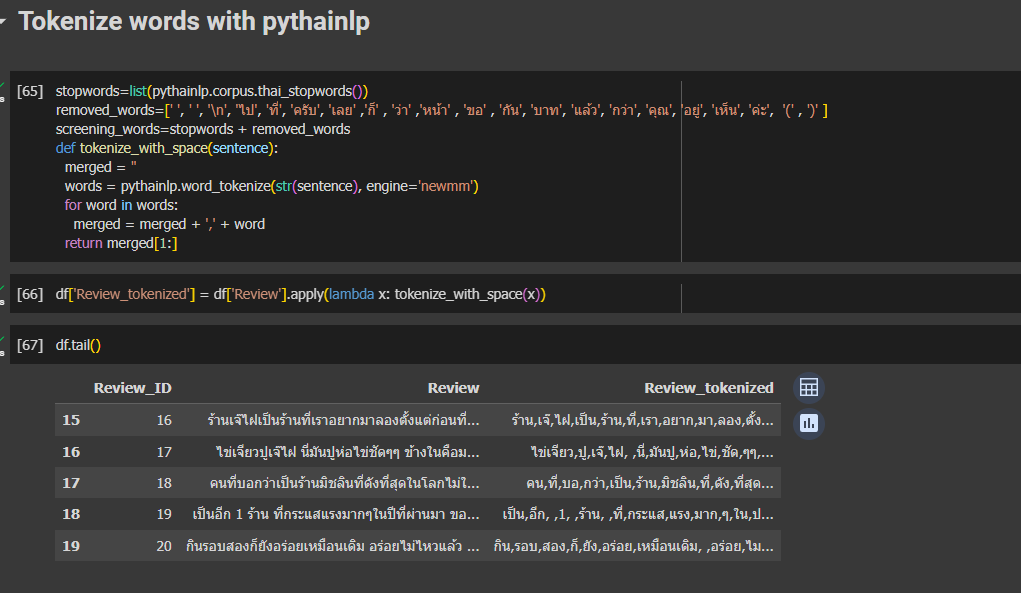 Tokenize words with pythainlp
[65] stopwords=list(pythainlp.corpus.thai_stopwords())
removed_words=[' ', ' ', '\n', 'ไป', 'ที่', 'ครับ', 'เลย' ,'ก็' , 'ว่า' ,'หน้า' , 'ขอ' , 'กัน', 'บาท', 'แล้ว', 'กว่า', 'คุณ', 'อยู่', 'เห็น', 'ค่ะ', '(' , ')' ]
screening_words=stopwords + removed_words
def tokenize_with_space(sentence):
merged = ''
words = pythainlp.word_tokenize(str(sentence), engine='newmm')
for word in words:
merged = merged + ',' + word
return merged[1:]
[66] df['Review_tokenized'] = df['Review'].apply(lambda x: tokenize_with_space(x))
[67] df.tail()
Review_ID Review Review_tokenized
15 16 ร้านเจ๊ไฝเป็นร้านที่เราอยากมาลองตั้งแต่ก่อนที่... ร้าน,เจ๊,ไฝ,เป็น,ร้าน,ที่,เรา,อยาก,มา,ลอง,ตั้ง...
16 17 ไข่เจียวปูเจ๊ไฝ นี่มันปูห่อไข่ชัดๆๆ ข้างในคือม... ไข่เจียว,ปู,เจ๊,ไฝ, ,นี่,มันปู,ห่อ,ไข่,ชัด,ๆๆ,...
17 18 คนที่บอกว่าเป็นร้านมิชลินที่ดังที่สุดในโลกไม่ใ... คน,ที่,บอ,กว่า,เป็น,ร้าน,มิชลิน,ที่,ดัง,ที่สุด...
18 19 เป็นอีก 1 ร้าน ที่กระแสแรงมากๆในปีที่ผ่านมา ขอ... เป็น,อีก, ,1, ,ร้าน, ,ที่,กระแส,แรง,มาก,ๆ,ใน,ป...
19 20 กินรอบสองก็ยังอร่อยเหมือนเดิม อร่อยไม่ไหวแล้ว ... กิน,รอบ,สอง,ก็,ยัง,อร่อย,เหมือนเดิม, ,อร่อย,ไม...